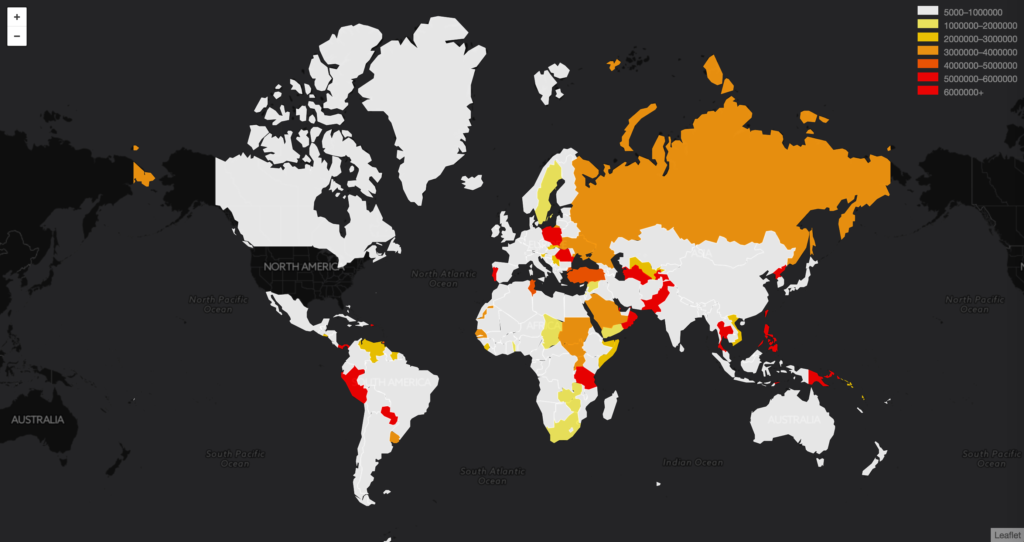 +
−
5000–1000000
1000000–2000000
2000000–3000000
3000000–4000000
4000000–5000000
5000000–6000000
6000000+
NORTH AMERICA
North Atlantic
Ocean
North Pacific
Ocean
North Pacific
Ocean
SOUTH AMERICA
AUSTRALIA
AUSTRALIA
South Pacific
Ocean
South Atlantic
Ocean
Indian Ocean
South Pacific
Ocean
Leaflet